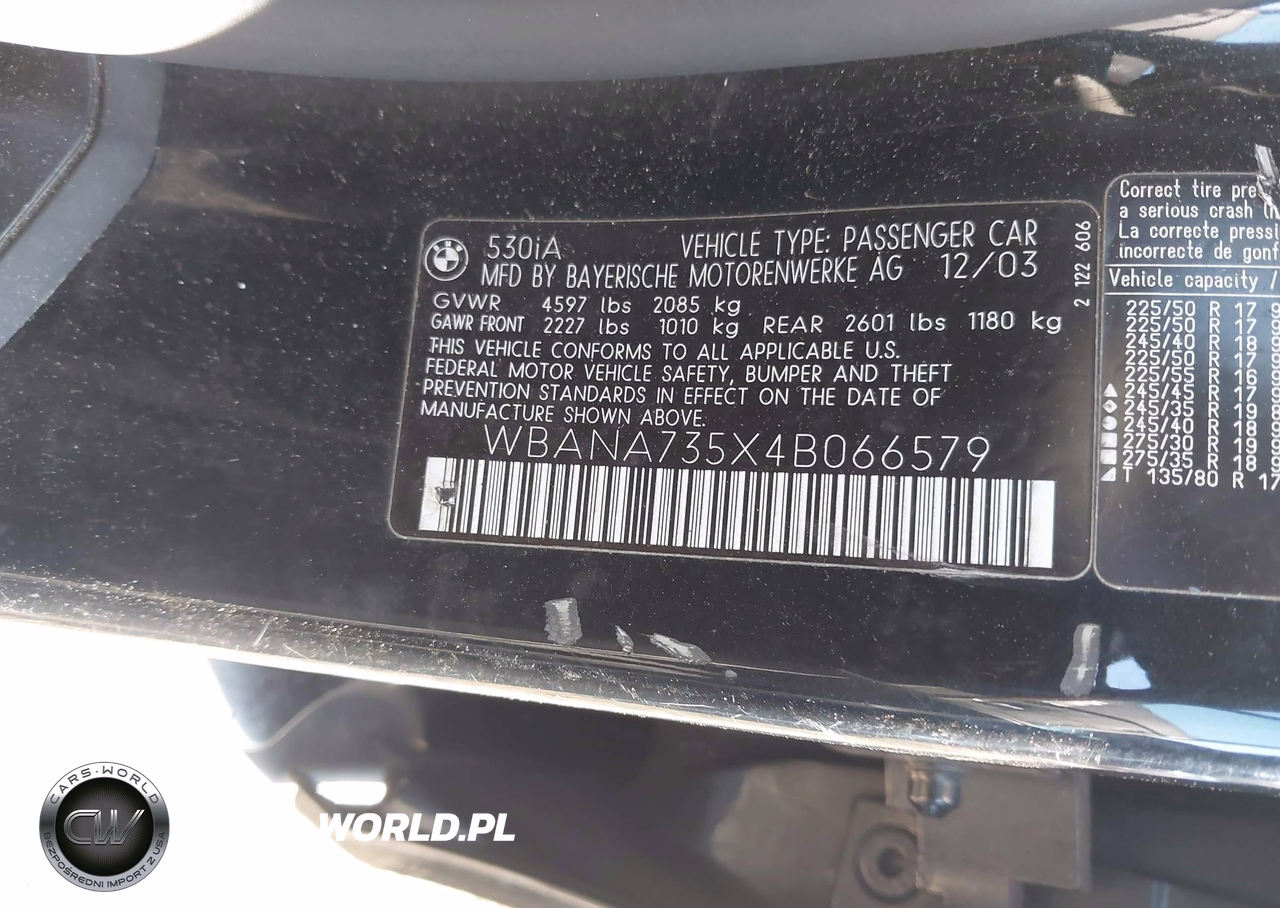 530iA VEHICLE TYPE: PASSENGER CAR
MFD BY BAYERISCHE MOTORENWERKE AG 12/03
GVWR 4597 lbs 2085 kg
GAWR FRONT 2227 lbs 1010 kg REAR 2601 lbs 1180 kg
THIS VEHICLE CONFORMS TO ALL APPLICABLE U.S.
FEDERAL MOTOR VEHICLE SAFETY, BUMPER AND THEFT
PREVENTION STANDARDS IN EFFECT ON THE DATE OF
MANUFACTURE SHOWN ABOVE.
WBANA735X4B066579
2 122 606
Correct tire pre
a serious crash
La correcte pressi
incorrecte de gonf
Vehicle capacity /
225/50 R 17
225/50 R 17
245/40 R 18
225/50 R 17
225/55 R 16
245/45 R 17
245/35 R 19
245/40 R 18
275/30 R 19
275/35 R 18
T 135/80 R 17
CARS-WORLD
CW
BEZPOŚREDNI IMPORT Z USA
WORLD.PL